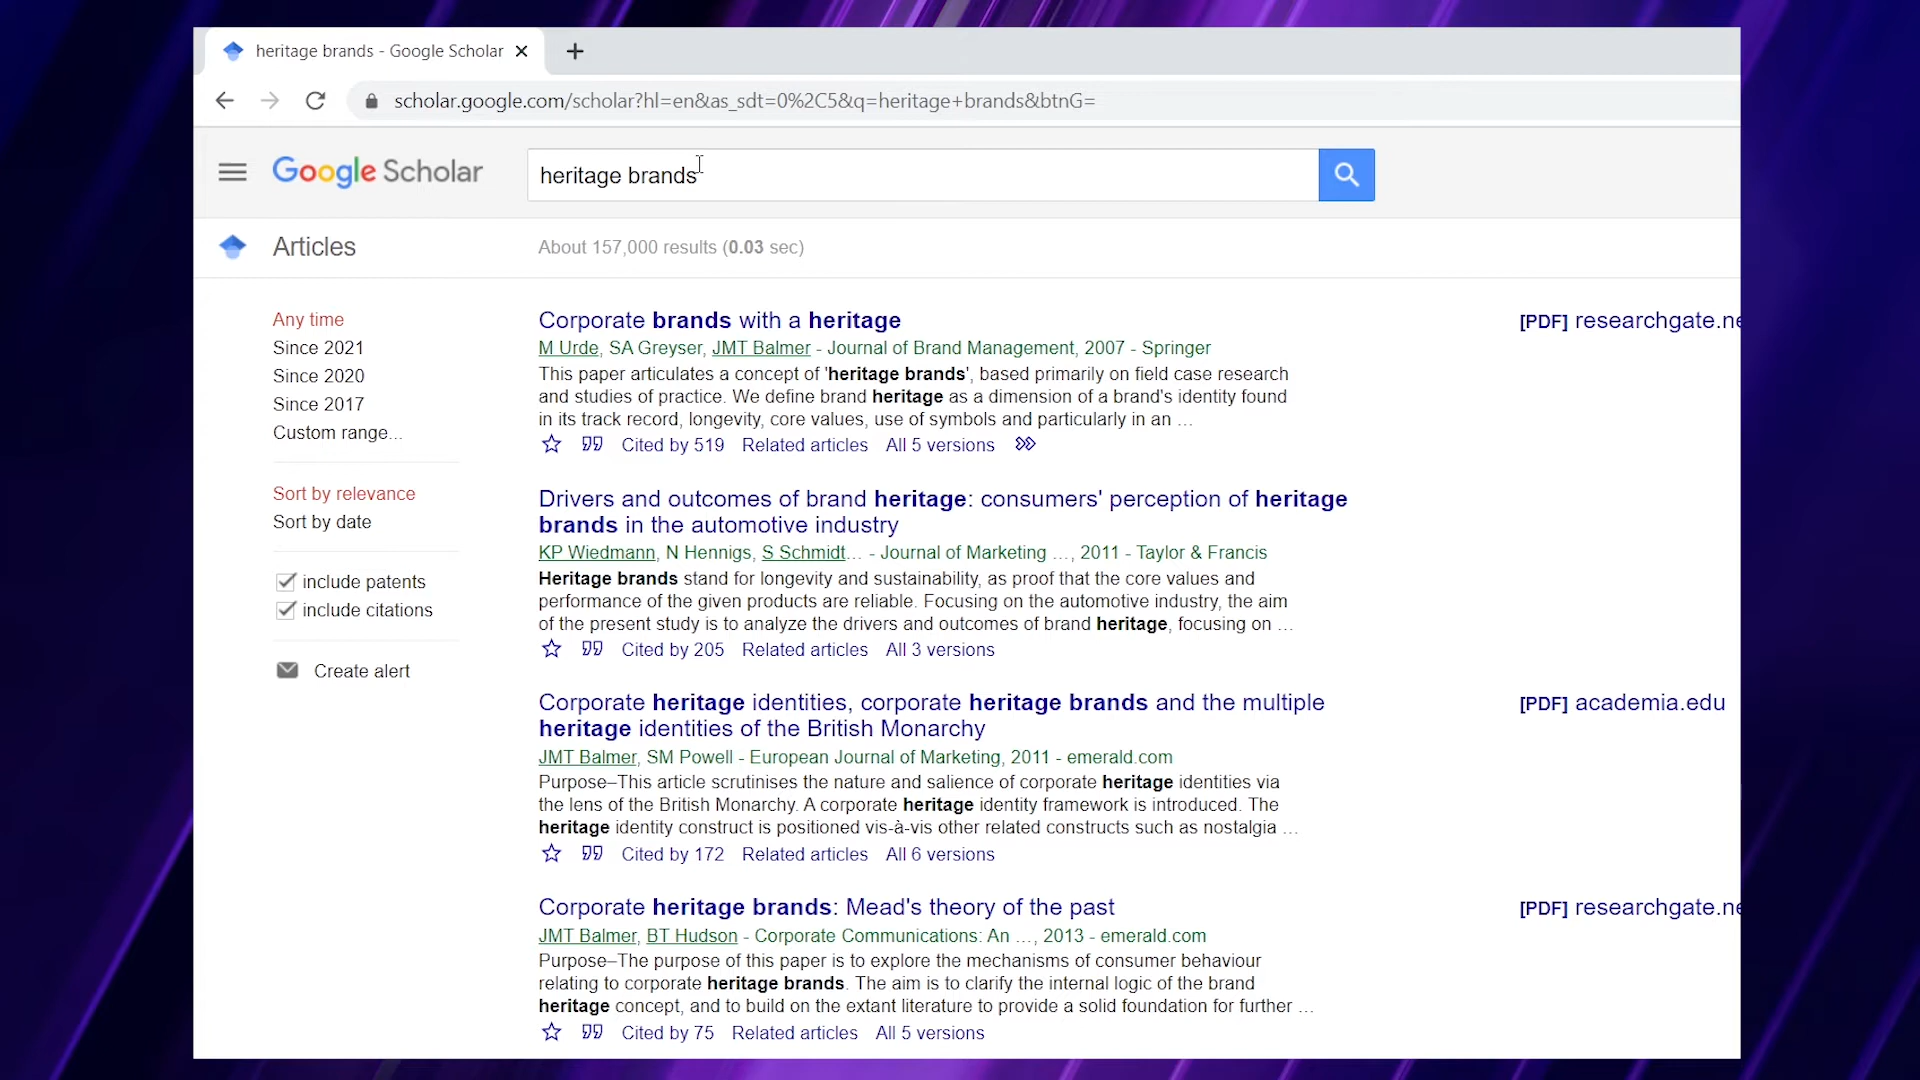 heritage brands - Google Scholar
scholar.google.com/scholar?hl=en&as_sdt=0%2C5&q=heritage+brands&btnG=
Google Scholar
heritage brands
Articles
About 157,000 results (0.03 sec)
Any time
Since 2021
Since 2020
Since 2017
Custom range...
Sort by relevance
Sort by date
include patents
include citations
Create alert
Corporate brands with a heritage
[PDF] researchgate.ne
M Urde, SA Greyser, JMT Balmer - Journal of Brand Management, 2007 - Springer
This paper articulates a concept of 'heritage brands', based primarily on field case research
and studies of practice. We define brand heritage as a dimension of a brand's identity found
in its track record, longevity, core values, use of symbols and particularly in an …
Cited by 519 Related articles All 5 versions
Drivers and outcomes of brand heritage: consumers' perception of heritage
brands in the automotive industry
KP Wiedmann, N Hennigs, S Schmidt… - Journal of Marketing …, 2011 - Taylor & Francis
Heritage brands stand for longevity and sustainability, as proof that the core values and
performance of the given products are reliable. Focusing on the automotive industry, the aim
of the present study is to analyze the drivers and outcomes of brand heritage, focusing on …
Cited by 205 Related articles All 3 versions
Corporate heritage identities, corporate heritage brands and the multiple
heritage identities of the British Monarchy
[PDF] academia.edu
JMT Balmer, SM Powell - European Journal of Marketing, 2011 - emerald.com
Purpose–This article scrutinises the nature and salience of corporate heritage identities via
the lens of the British Monarchy. A corporate heritage identity framework is introduced. The
heritage identity construct is positioned vis-à-vis other related constructs such as nostalgia …
Cited by 172 Related articles All 6 versions
Corporate heritage brands: Mead's theory of the past
[PDF] researchgate.ne
JMT Balmer, BT Hudson - Corporate Communications: An …, 2013 - emerald.com
Purpose–The purpose of this paper is to explore the mechanisms of consumer behaviour
relating to corporate heritage brands. The aim is to clarify the internal logic of the brand
heritage concept, and to build on the extant literature to provide a solid foundation for further …
Cited by 75 Related articles All 5 versions